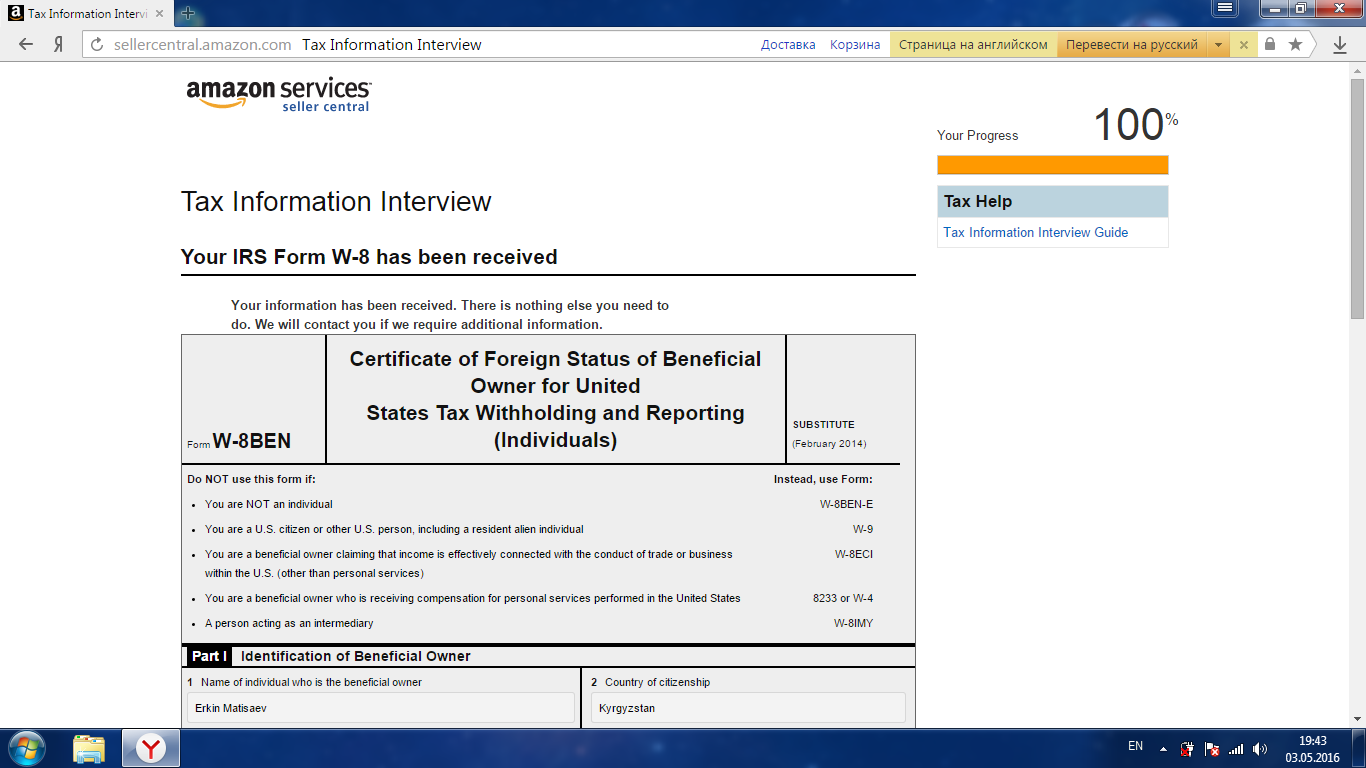 Tax Information Intervi
sellercentral.amazon.com Tax Information Interview Доставка Корзина Страница на английском Перевести на русский
amazon services
seller central
Your Progress 100%
Tax Help
Tax Information Interview Guide
Tax Information Interview
Your IRS Form W-8 has been received
Your information has been received. There is nothing else you need to
do. We will contact you if we require additional information.
Form W-8BEN
Certificate of Foreign Status of Beneficial
Owner for United
States Tax Withholding and Reporting
(Individuals)
SUBSTITUTE
(February 2014)
Do NOT use this form if: Instead, use Form:
• You are NOT an individual W-8BEN-E
• You are a U.S. citizen or other U.S. person, including a resident alien individual W-9
• You are a beneficial owner claiming that income is effectively connected with the conduct of trade or business W-8ECI
within the U.S. (other than personal services)
• You are a beneficial owner who is receiving compensation for personal services performed in the United States 8233 or W-4
• A person acting as an intermediary W-8IMY
Part I Identification of Beneficial Owner
1 Name of individual who is the beneficial owner 2 Country of citizenship
Erkin Matisaev Kyrgyzstan
EN 19:43
03.05.2016